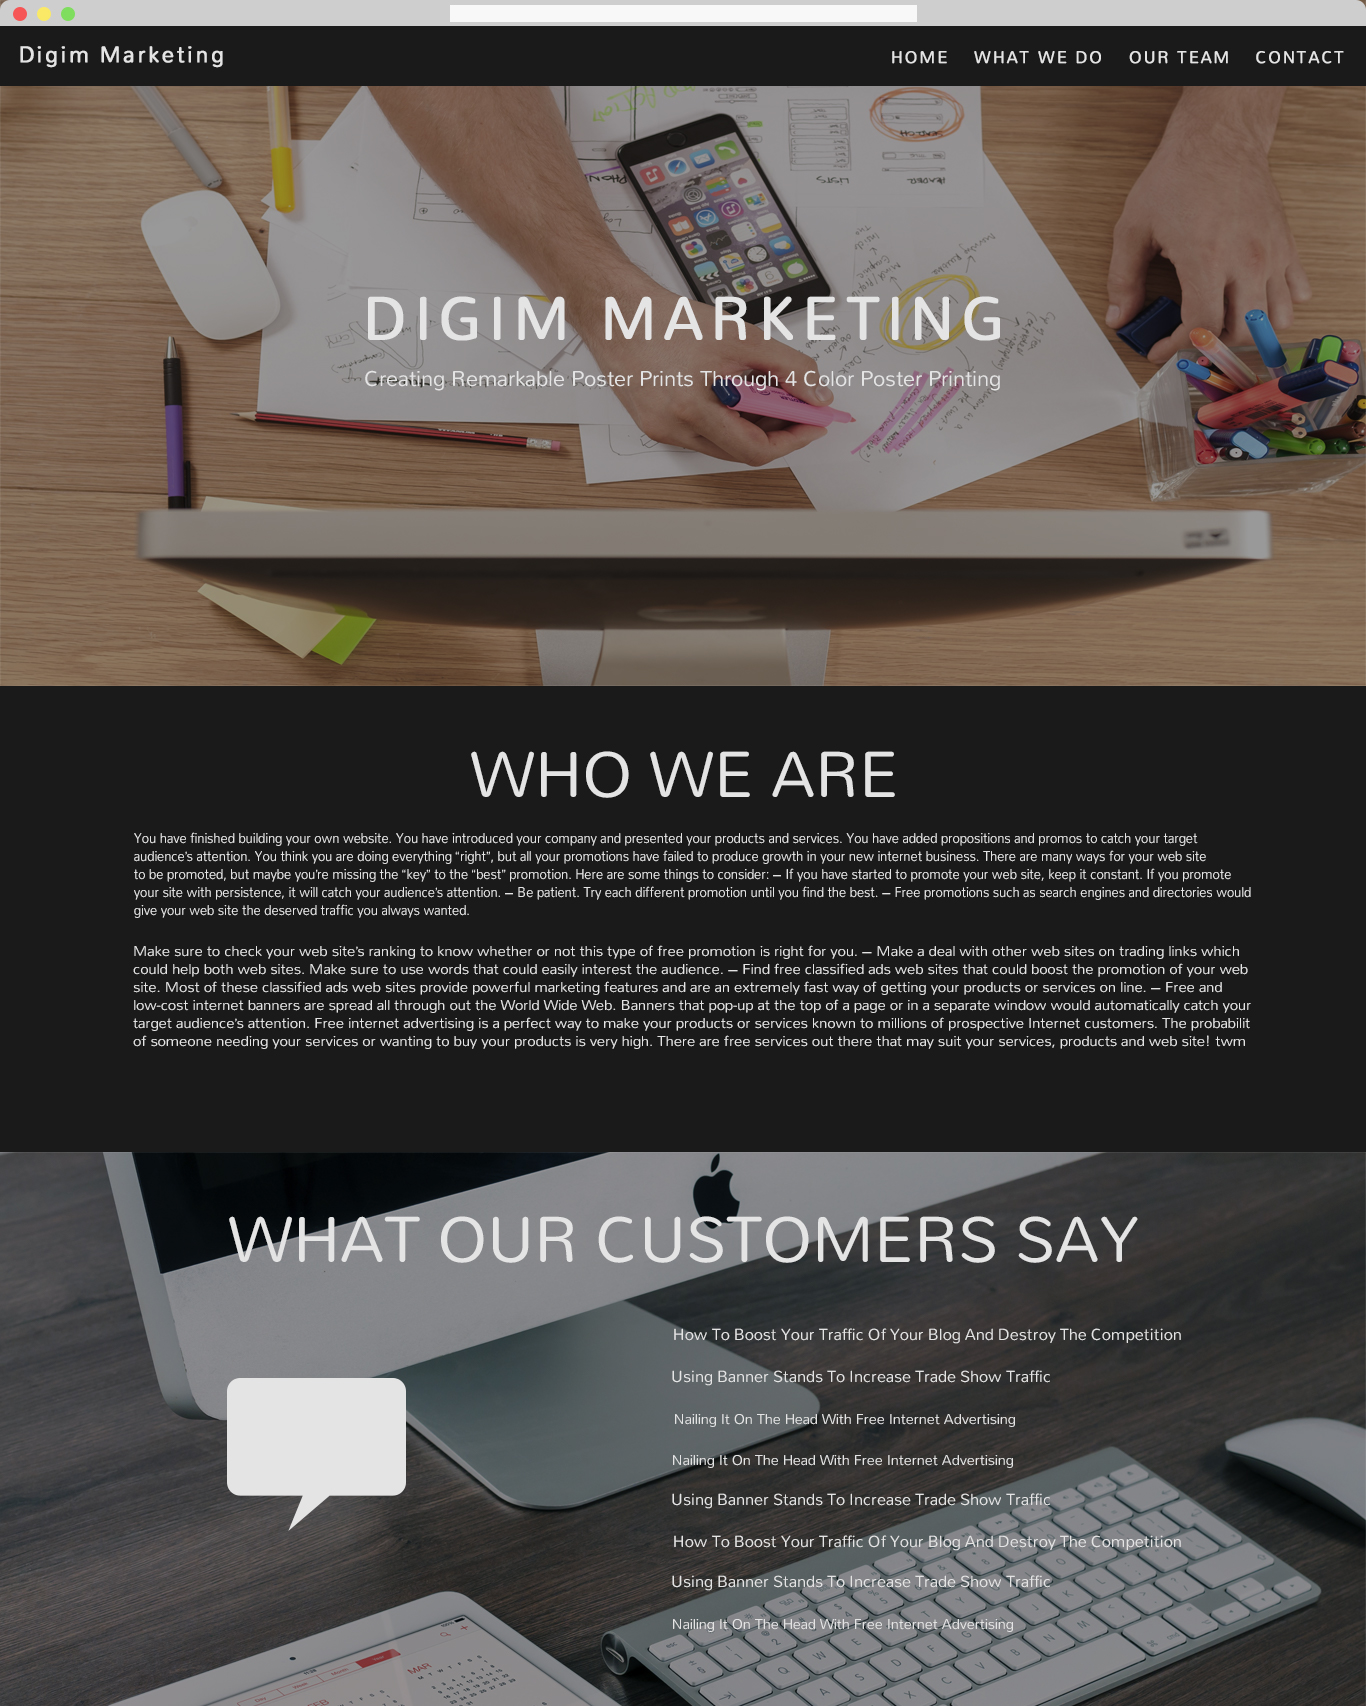 Digim Marketing
HOME WHAT WE DO OUR TEAM CONTACT
SEARCH
LISTS
HEADER
DIGIM MARKETING
Creating Remarkable Poster Prints Through 4 Color Poster Printing
WHO WE ARE
You have finished building your own website. You have introduced your company and presented your products and services. You have added propositions and promos to catch your target
audience's attention. You think you are doing everything “right”, but all your promotions have failed to produce growth in your new internet business. There are many ways for your web site
to be promoted, but maybe you're missing the “key” to the “best” promotion. Here are some things to consider: – If you have started to promote your web site, keep it constant. If you promote
your site with persistence, it will catch your audience's attention. – Be patient. Try each different promotion until you find the best. – Free promotions such as search engines and directories would
give your web site the deserved traffic you always wanted.
Make sure to check your web site's ranking to know whether or not this type of free promotion is right for you. – Make a deal with other web sites on trading links which
could help both web sites. Make sure to use words that could easily interest the audience. – Find free classified ads web sites that could boost the promotion of your web
site. Most of these classified ads web sites provide powerful marketing features and are an extremely fast way of getting your products or services on line. – Free and
low-cost internet banners are spread all through out the World Wide Web. Banners that pop-up at the top of a page or in a separate window would automatically catch your
target audience's attention. Free internet advertising is a perfect way to make your products or services known to millions of prospective Internet customers. The probabilit
of someone needing your services or wanting to buy your products is very high. There are free services out there that may suit your services, products and web site! twm
WHAT OUR CUSTOMERS SAY
How To Boost Your Traffic Of Your Blog And Destroy The Competition
Using Banner Stands To Increase Trade Show Traffic
Nailing It On The Head With Free Internet Advertising
Nailing It On The Head With Free Internet Advertising
Using Banner Stands To Increase Trade Show Traffic
How To Boost Your Traffic Of Your Blog And Destroy The Competition
Using Banner Stands To Increase Trade Show Traffic
Nailing It On The Head With Free Internet Advertising
MAR